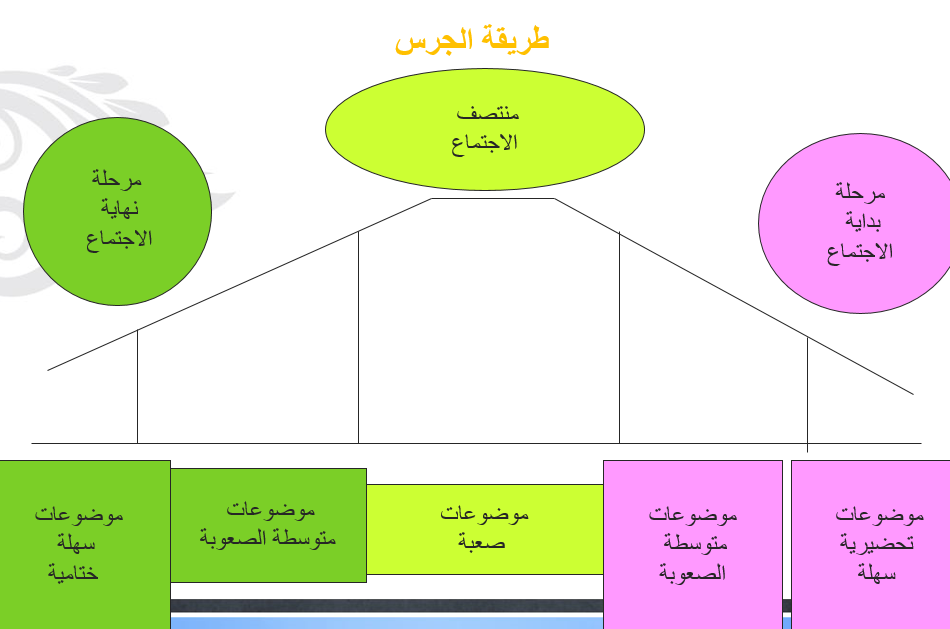 طريقة الجرس
منتصف
الاجتماع
مرحلة
بداية
الاجتماع
مرحلة
نهاية
الاجتماع
موضوعات
تحضيرية
سهلة
موضوعات
متوسطة
الصعوبة
موضوعات
صعبة
موضوعات
متوسطة الصعوبة
موضوعات
سهلة
ختامية